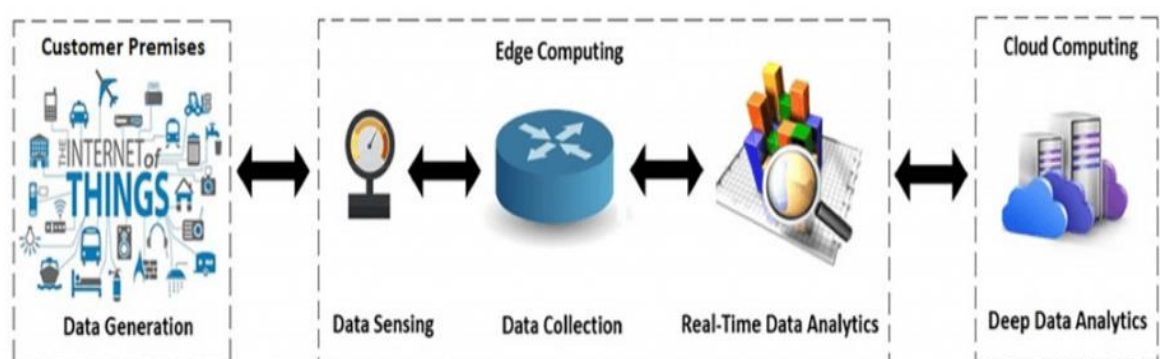 Customer Premises
THE
INTERNET of
THINGS
Data Generation
Edge Computing
Data Sensing
Data Collection
Real-Time Data Analytics
Cloud Computing
Deep Data Analytics